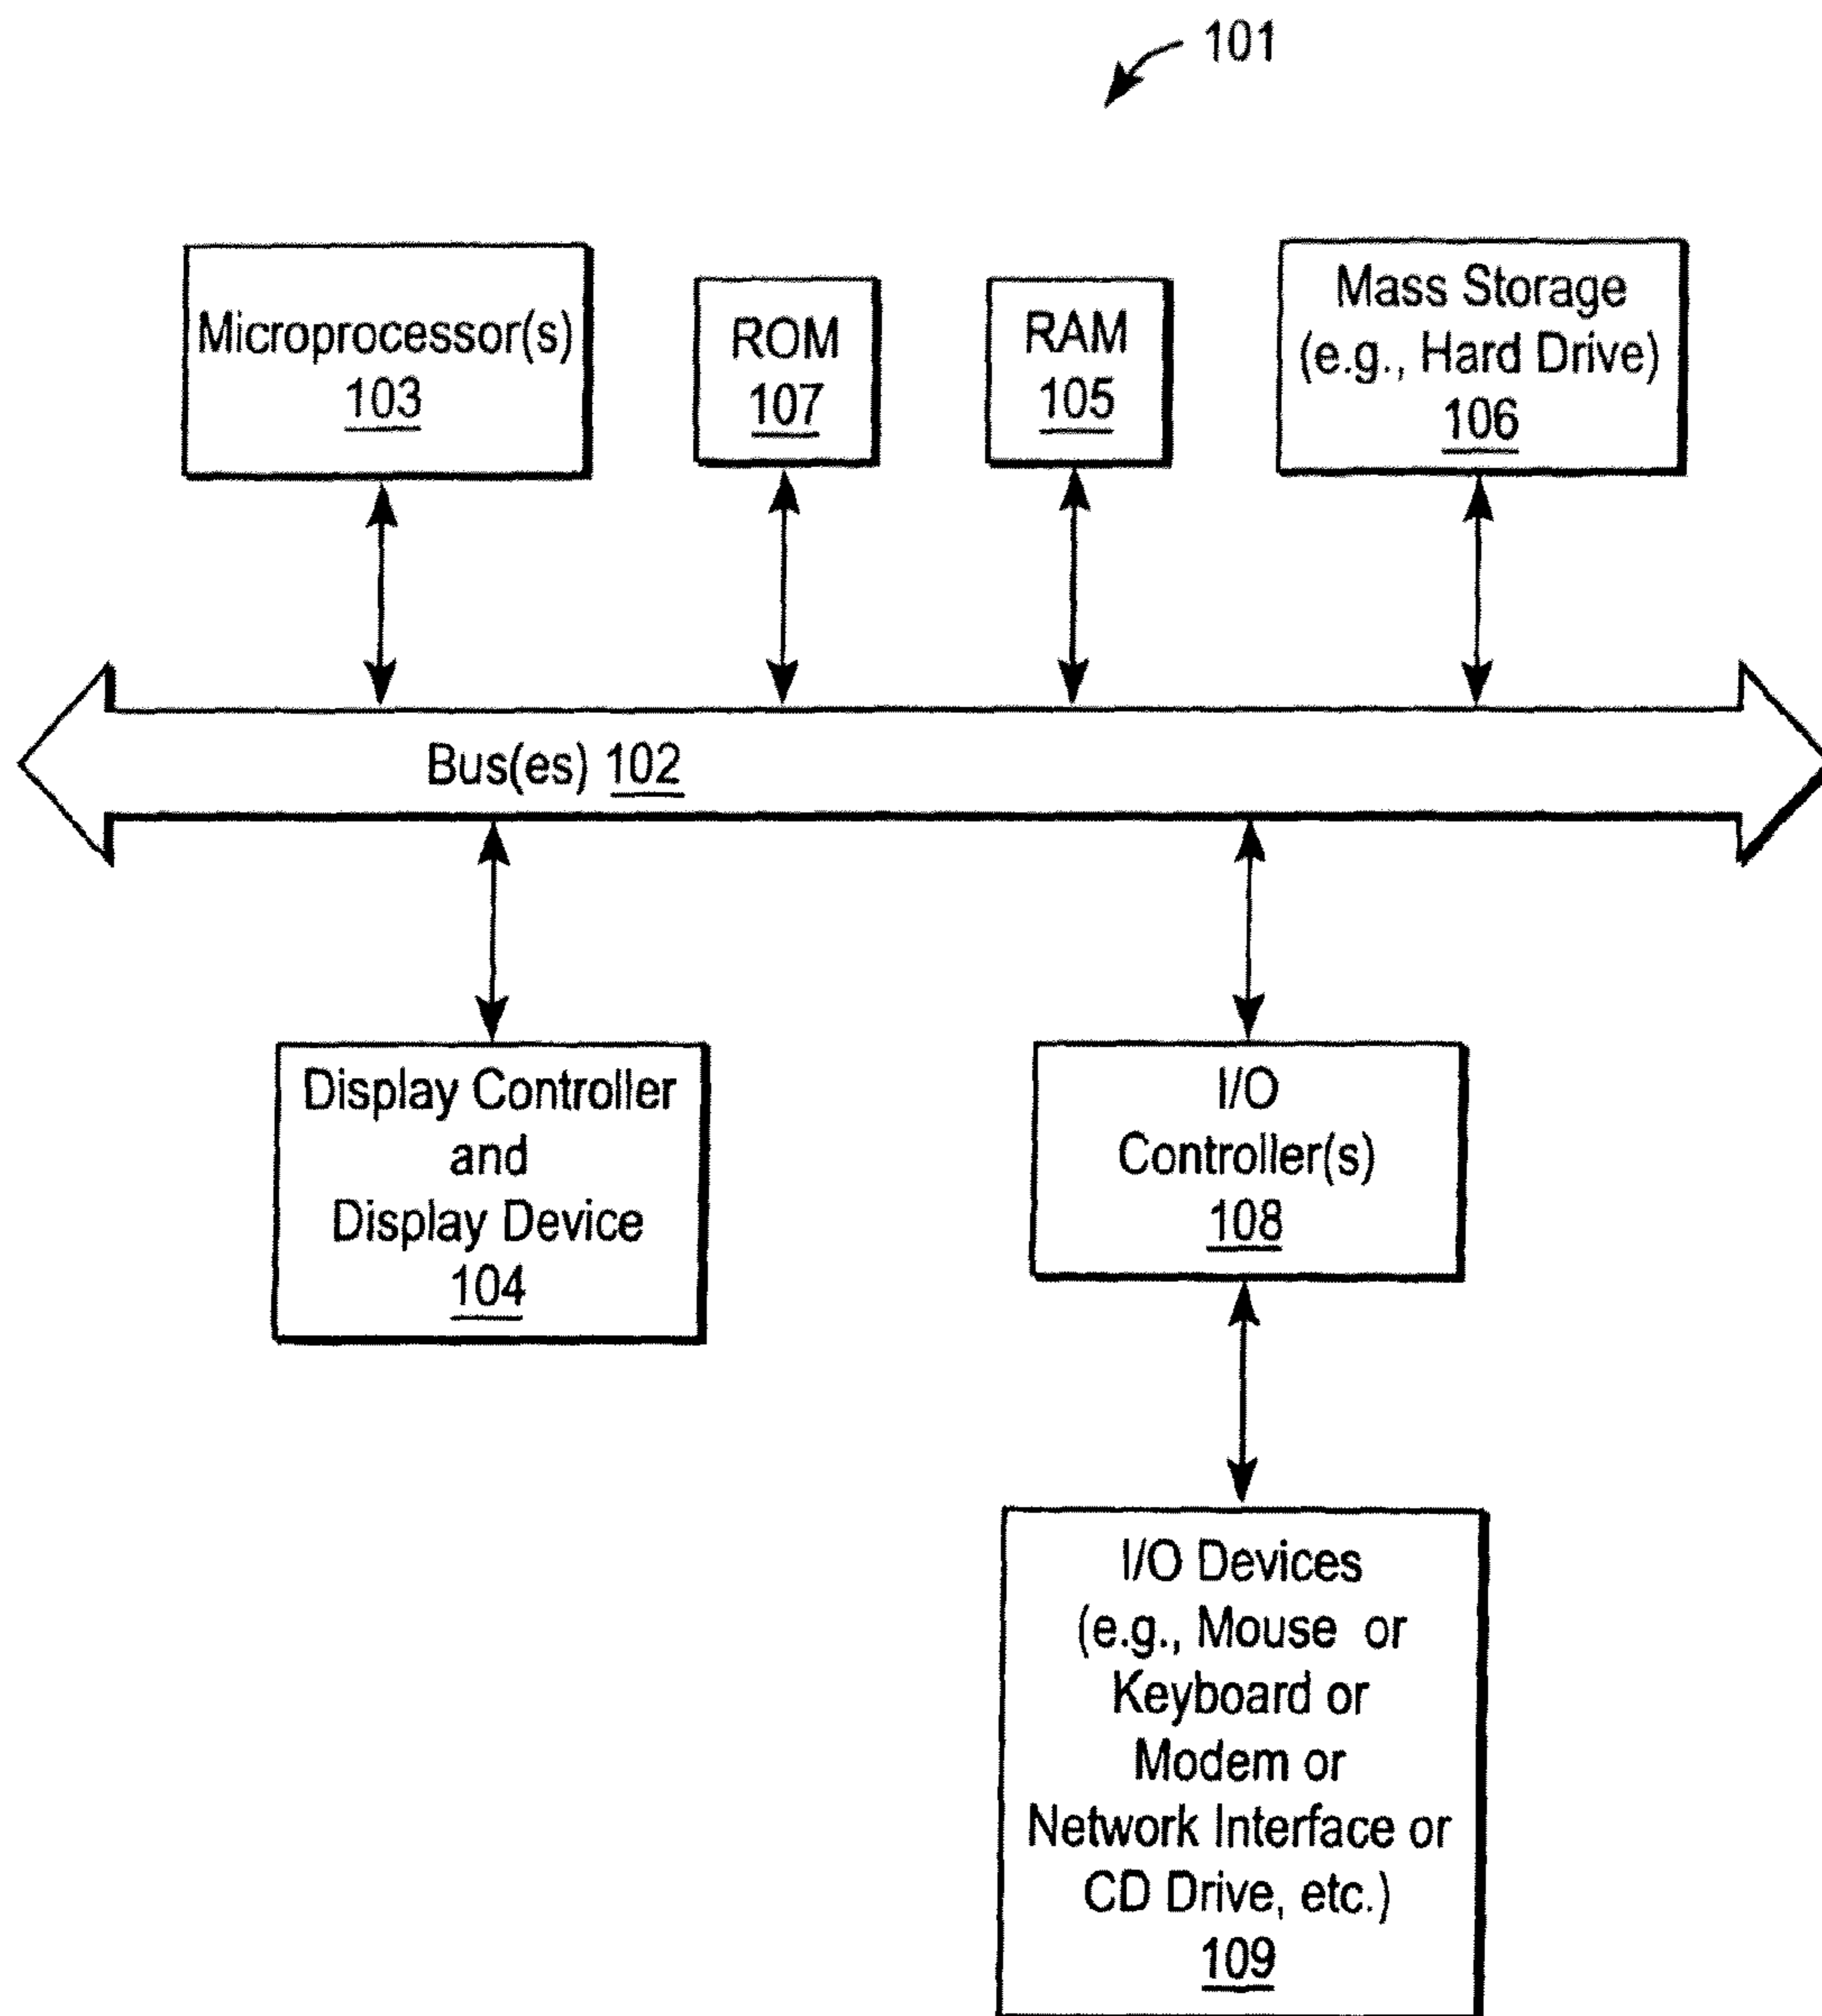 101
Microprocessor(s)
103
ROM
107
RAM
105
Mass Storage
(e.g., Hard Drive)
106
Bus(es) 102
Display Controller
and
Display Device
104
I/O
Controller(s)
108
I/O Devices
(e.g., Mouse or
Keyboard or
Modem or
Network Interface or
CD Drive, etc.)
109